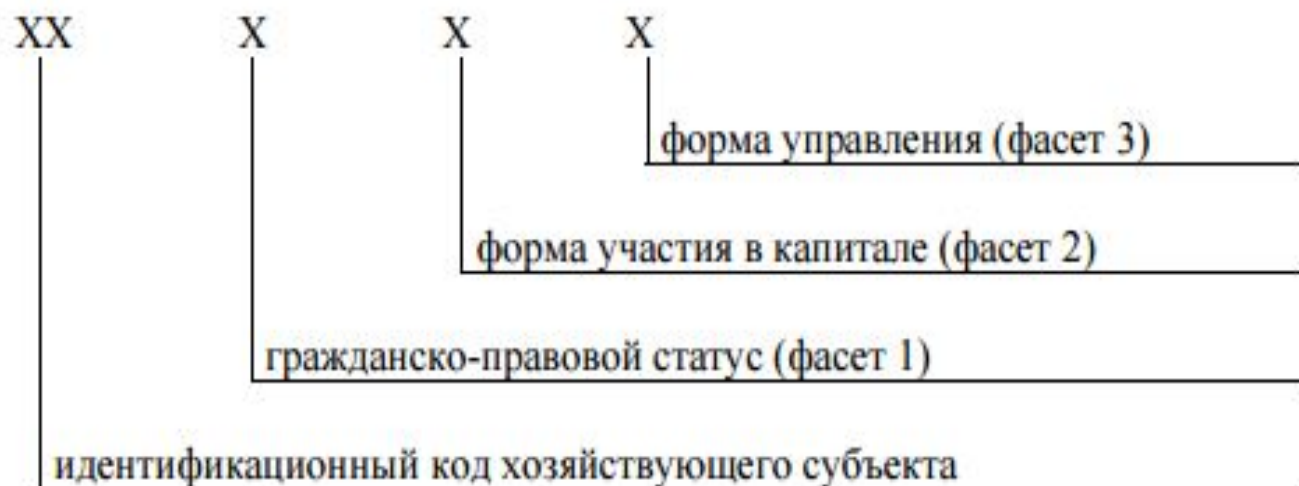 XX X X X
форма управления (фасет 3)
форма участия в капитале (фасет 2)
гражданско-правовой статус (фасет 1)
идентификационный код хозяйствующего субъекта